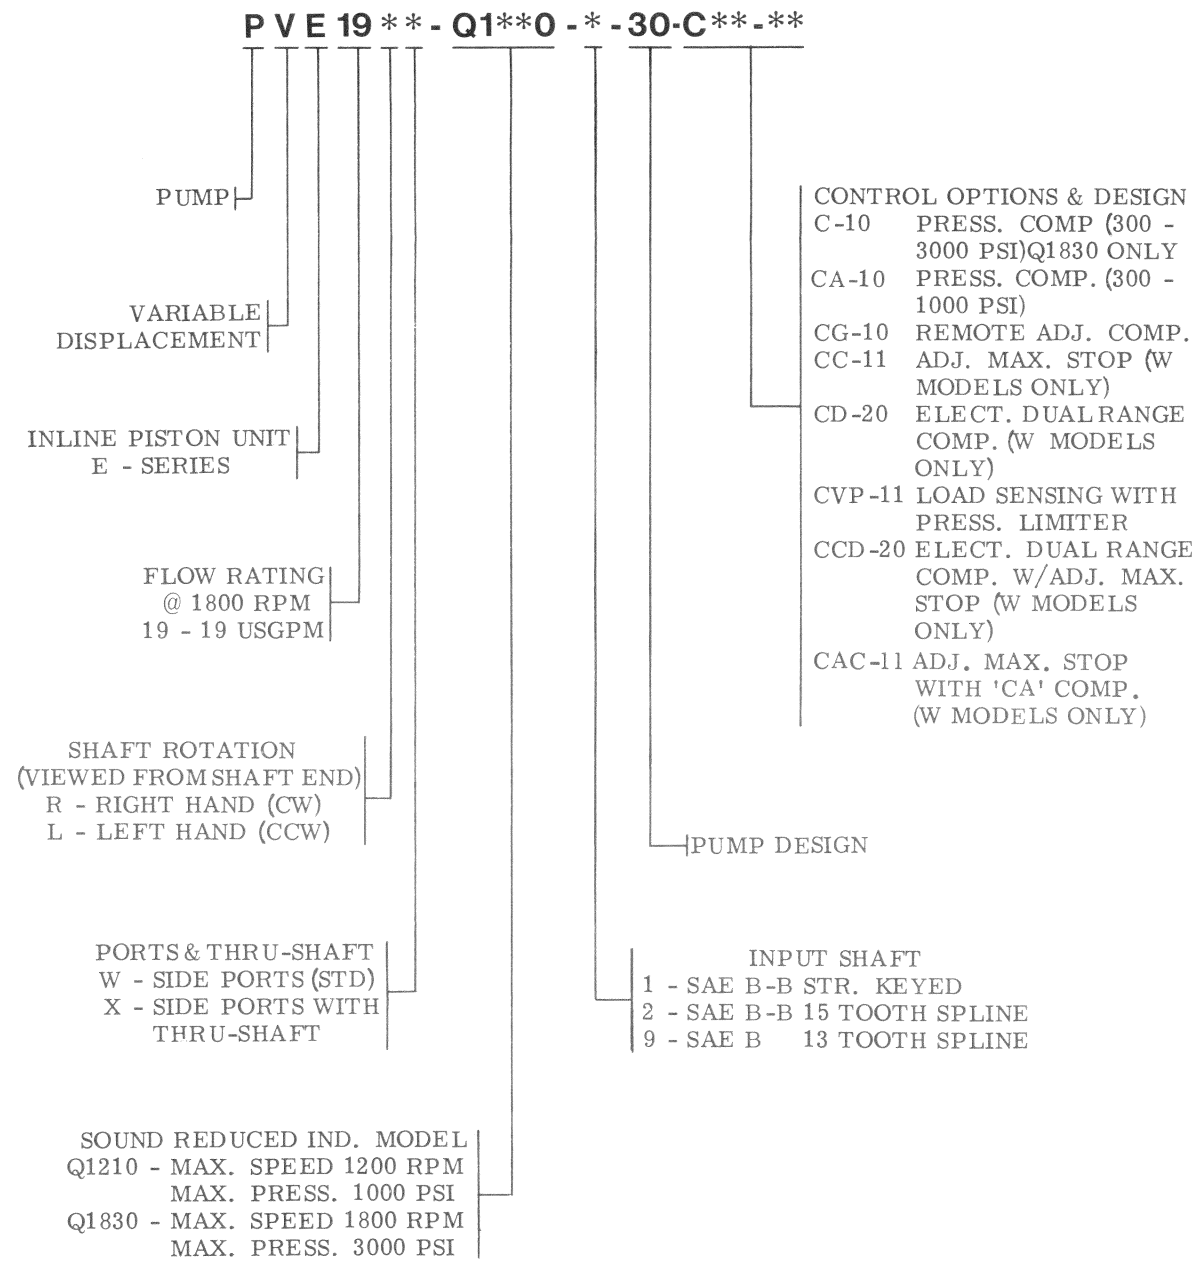 PVE19**-Q1**0-*-30-C**-**
PUMP
VARIABLE
DISPLACEMENT
INLINE PISTON UNIT
E - SERIES
FLOW RATING
@ 1800 RPM
19 - 19 USGPM
SHAFT ROTATION
(VIEWED FROM SHAFT END)
R - RIGHT HAND (CW)
L - LEFT HAND (CCW)
PORTS & THRU-SHAFT
W - SIDE PORTS (STD)
X - SIDE PORTS WITH
THRU-SHAFT
SOUND REDUCED IND. MODEL
Q1210 - MAX. SPEED 1200 RPM
MAX. PRESS. 1000 PSI
Q1830 - MAX. SPEED 1800 RPM
MAX. PRESS. 3000 PSI
CONTROL OPTIONS & DESIGN
C-10 PRESS. COMP (300 -
3000 PSI)Q1830 ONLY
CA-10 PRESS. COMP. (300 -
1000 PSI)
CG-10 REMOTE ADJ. COMP.
CC-11 ADJ. MAX. STOP (W
MODELS ONLY)
CD-20 ELECT. DUAL RANGE
COMP. (W MODELS
ONLY)
CVP-11 LOAD SENSING WITH
PRESS. LIMITER
CCD-20 ELECT. DUAL RANGE
COMP. W/ADJ. MAX.
STOP (W MODELS
ONLY)
CAC-11 ADJ. MAX. STOP
WITH 'CA' COMP.
(W MODELS ONLY)
PUMP DESIGN
INPUT SHAFT
1 - SAE B-B STR. KEYED
2 - SAE B-B 15 TOOTH SPLINE
9 - SAE B 13 TOOTH SPLINE